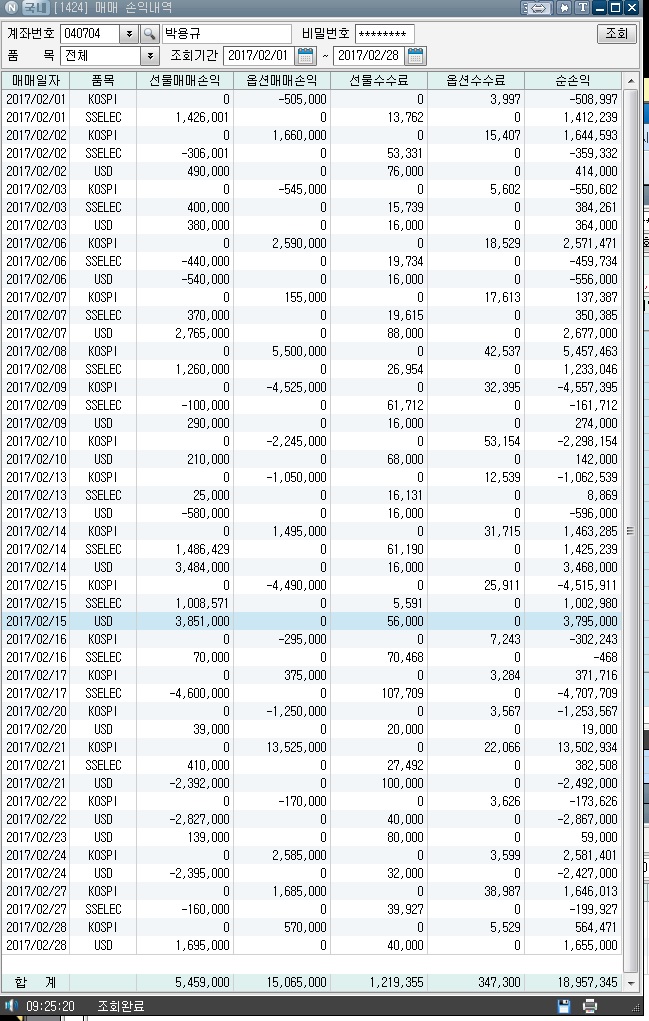 국내 [1424] 매매 손익내역
계좌번호 040704 박용규 비밀번호 ******** 조회
품 목 전체 조회기간 2017/02/01 ~ 2017/02/28
매매일자 품목 선물매매손익 옵션매매손익 선물수수료 옵션수수료 순손익
2017/02/01 KOSPI 0 -505,000 0 3,997 -508,997
2017/02/01 SSELEC 1,426,001 0 13,762 0 1,412,239
2017/02/02 KOSPI 0 1,660,000 0 15,407 1,644,593
2017/02/02 SSELEC -306,001 0 53,331 0 -359,332
2017/02/02 USD 490,000 0 76,000 0 414,000
2017/02/03 KOSPI 0 -545,000 0 5,602 -550,602
2017/02/03 SSELEC 400,000 0 15,739 0 384,261
2017/02/03 USD 380,000 0 16,000 0 364,000
2017/02/06 KOSPI 0 2,590,000 0 18,529 2,571,471
2017/02/06 SSELEC -440,000 0 19,734 0 -459,734
2017/02/06 USD -540,000 0 16,000 0 -556,000
2017/02/07 KOSPI 0 155,000 0 17,613 137,387
2017/02/07 SSELEC 370,000 0 19,615 0 350,385
2017/02/07 USD 2,765,000 0 88,000 0 2,677,000
2017/02/08 KOSPI 0 5,500,000 0 42,537 5,457,463
2017/02/08 SSELEC 1,260,000 0 26,954 0 1,233,046
2017/02/09 KOSPI 0 -4,525,000 0 32,395 -4,557,395
2017/02/09 SSELEC -100,000 0 61,712 0 -161,712
2017/02/09 USD 290,000 0 16,000 0 274,000
2017/02/10 KOSPI 0 -2,245,000 0 53,154 -2,298,154
2017/02/10 USD 210,000 0 68,000 0 142,000
2017/02/13 KOSPI 0 -1,050,000 0 12,539 -1,062,539
2017/02/13 SSELEC 25,000 0 16,131 0 8,869
2017/02/13 USD -580,000 0 16,000 0 -596,000
2017/02/14 KOSPI 0 1,495,000 0 31,715 1,463,285
2017/02/14 SSELEC 1,486,429 0 61,190 0 1,425,239
2017/02/14 USD 3,484,000 0 16,000 0 3,468,000
2017/02/15 KOSPI 0 -4,490,000 0 25,911 -4,515,911
2017/02/15 SSELEC 1,008,571 0 5,591 0 1,002,980
2017/02/15 USD 3,851,000 0 56,000 0 3,795,000
2017/02/16 KOSPI 0 -295,000 0 7,243 -302,243
2017/02/16 SSELEC 70,000 0 70,468 0 -468
2017/02/17 KOSPI 0 375,000 0 3,284 371,716
2017/02/17 SSELEC -4,600,000 0 107,709 0 -4,707,709
2017/02/20 KOSPI 0 -1,250,000 0 3,567 -1,253,567
2017/02/20 USD 39,000 0 20,000 0 19,000
2017/02/21 KOSPI 0 13,525,000 0 22,066 13,502,934
2017/02/21 SSELEC 410,000 0 27,492 0 382,508
2017/02/21 USD -2,392,000 0 100,000 0 -2,492,000
2017/02/22 KOSPI 0 -170,000 0 3,626 -173,626
2017/02/22 USD -2,827,000 0 40,000 0 -2,867,000
2017/02/23 USD 139,000 0 80,000 0 59,000
2017/02/24 KOSPI 0 2,585,000 0 3,599 2,581,401
2017/02/24 USD -2,395,000 0 32,000 0 -2,427,000
2017/02/27 KOSPI 0 1,685,000 0 38,987 1,646,013
2017/02/27 SSELEC -160,000 0 39,927 0 -199,927
2017/02/28 KOSPI 0 570,000 0 5,529 564,471
2017/02/28 USD 1,695,000 0 40,000 0 1,655,000
합 계 5,459,000 15,065,000 1,219,355 347,300 18,957,345
09:25:20 조회완료